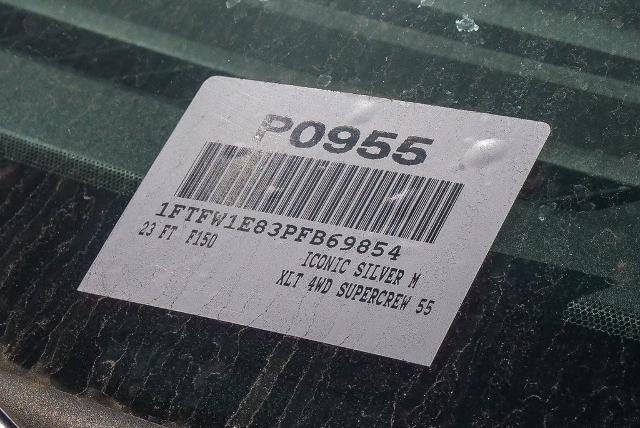 P0955
1FTFW1E83PFB69854
23 FT F150
ICONIC SILVER M
XLT 4WD SUPERCREW 55